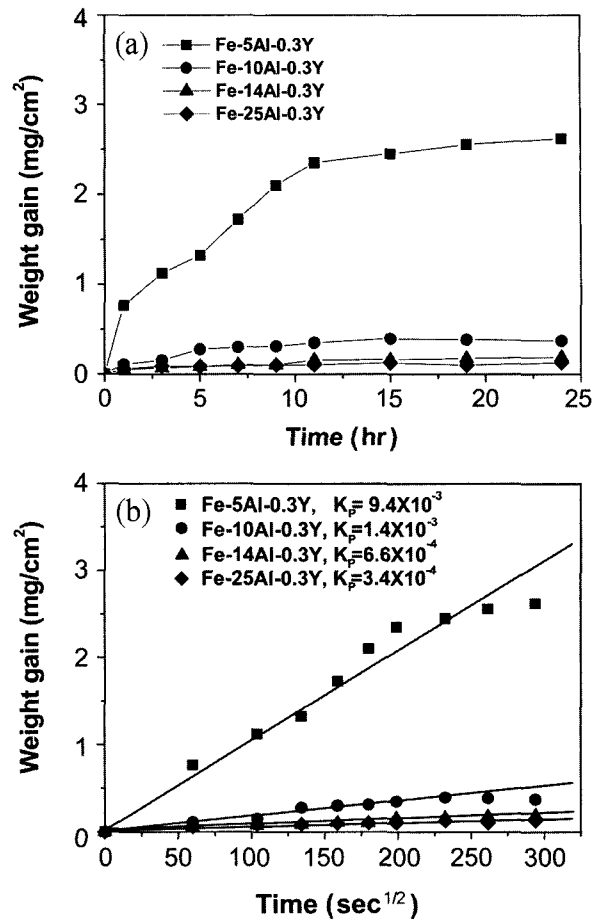 (a)
Fe-5Al-0.3Y
Fe-10Al-0.3Y
Fe-14Al-0.3Y
Fe-25Al-0.3Y
Weight gain (mg/cm²)
4
3
2
1
0
0 5 10 15 20 25
Time (hr)
(b)
Fe-5Al-0.3Y, K_P= 9.4X10⁻³
Fe-10Al-0.3Y, K_P=1.4X10⁻³
Fe-14Al-0.3Y, K_P=6.6X10⁻⁴
Fe-25Al-0.3Y, K_P=3.4X10⁻⁴
Weight gain (mg/cm²)
4
3
2
1
0
0 50 100 150 200 250 300
Time (sec¹/²)